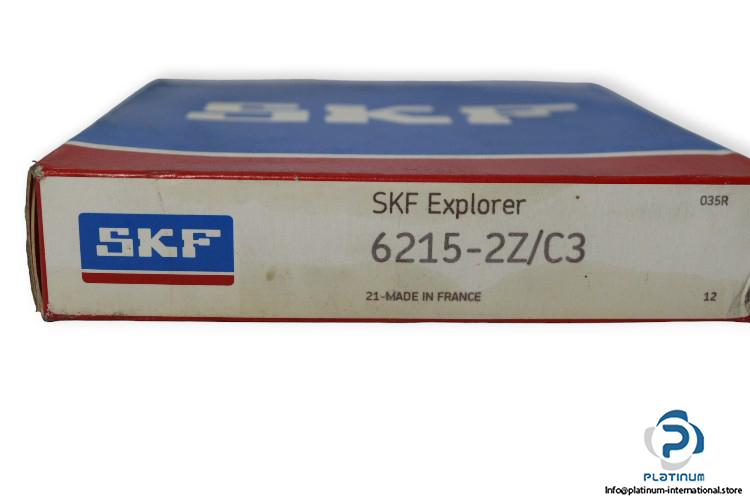 SKF
SKF Explorer
035R
SKF
6215-2Z/C3
21-MADE IN FRANCE
12
PLATINUM
Info@platinum-international.store